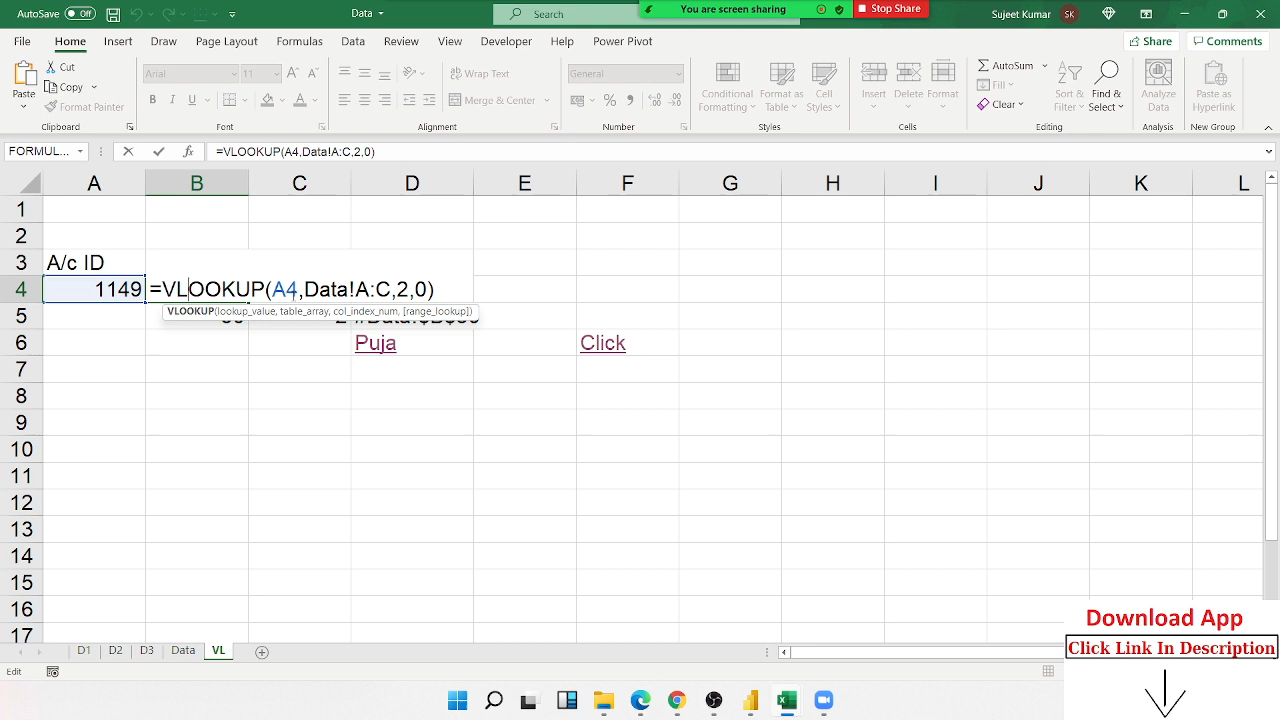 AutoSave Off
Data
Search
You are screen sharing
Stop Share
Sujeet Kumar
SK
File Home Insert Draw Page Layout Formulas Data Review View Developer Help Power Pivot
Share
Comments
Paste
Cut
Copy
Format Painter
Arial
11
B I U
Wrap Text
Merge & Center
General
Conditional Formatting
Format as Table
Cell Styles
Insert
Delete
Format
AutoSum
Fill
Clear
Sort & Filter
Find & Select
Analyze Data
Paste as Hyperlink
Clipboard
Font
Alignment
Number
Styles
Cells
Editing
Analysis
New Group
FORMUL...
fx
=VLOOKUP(A4,Data!A:C,2,0)
A B C D E F G H I J K L
1
2
3 A/c ID
4 1149 =VLOOKUP(A4,Data!A:C,2,0)
VLOOKUP(lookup_value, table_array, col_index_num, [range_lookup])
5
6 Puja Click
7
8
9
10
11
12
13
14
15
16
17
D1 D2 D3 Data VL
Edit
Download App
Click Link In Description